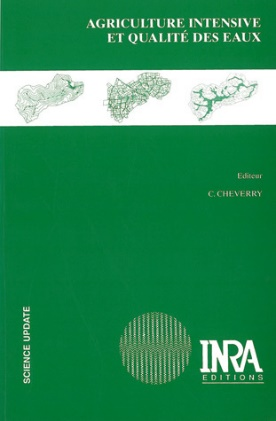 AGRICULTURE INTENSIVE
ET QUALITÉ DES EAUX
Editeur
C. CHEVERRY
SCIENCE UPDATE
INRA
EDITIONS